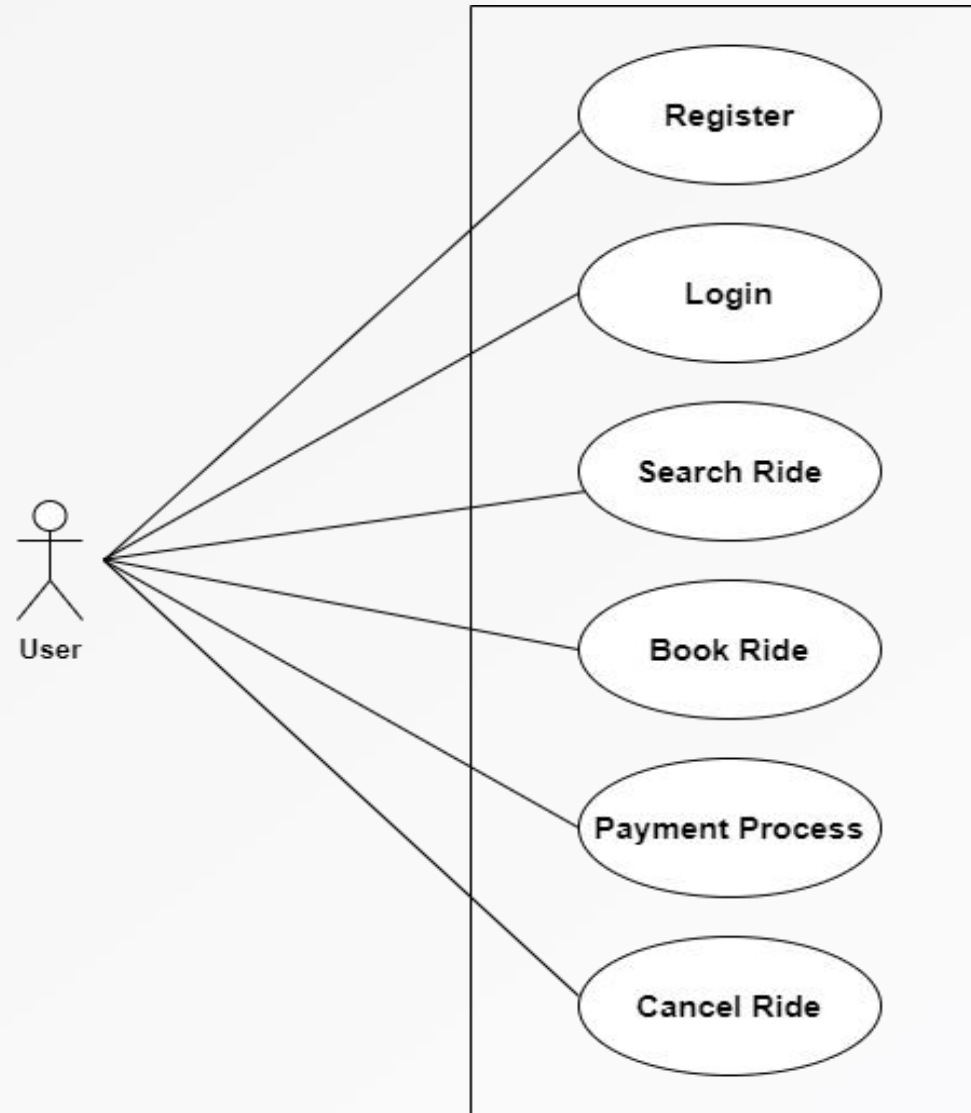 Register
Login
Search Ride
User
Book Ride
Payment Process
Cancel Ride